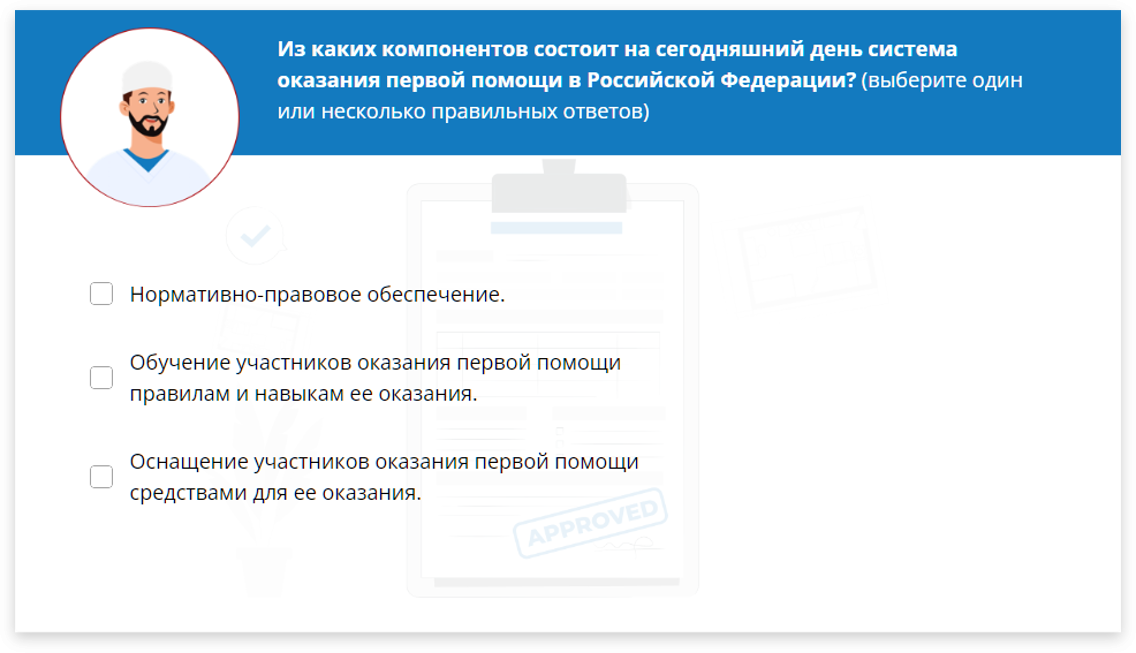 Из каких компонентов состоит на сегодняшний день система
оказания первой помощи в Российской Федерации? (выберите один
или несколько правильных ответов)
Нормативно-правовое обеспечение.
Обучение участников оказания первой помощи
правилам и навыкам ее оказания.
Оснащение участников оказания первой помощи
средствами для ее оказания.
APPROVED